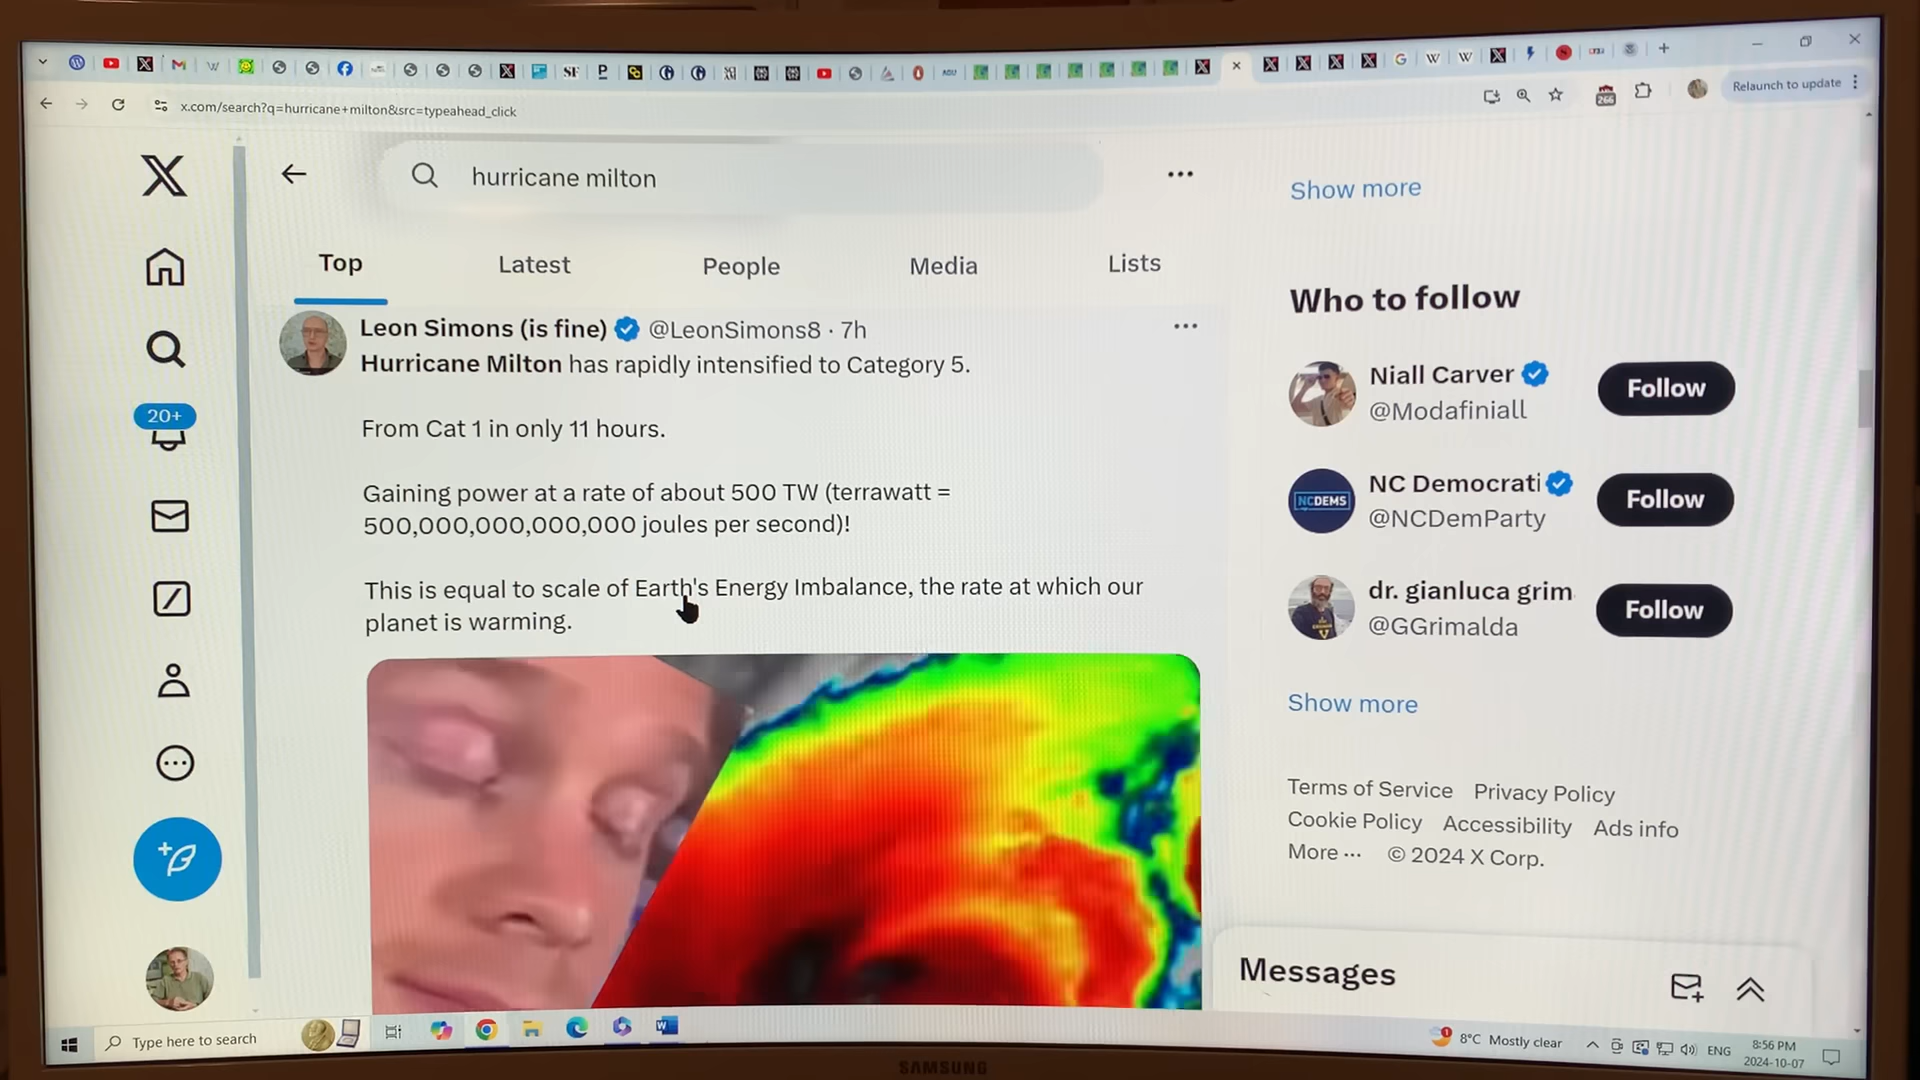 x.com/search?q=hurricane+milton&src=typeahead_click
Relaunch to update
266
hurricane milton
Show more
Top
Latest
People
Media
Lists
Leon Simons (is fine) @LeonSimons8 · 7h
Hurricane Milton has rapidly intensified to Category 5.
From Cat 1 in only 11 hours.
Gaining power at a rate of about 500 TW (terrawatt =
500,000,000,000,000 joules per second)!
This is equal to scale of Earth's Energy Imbalance, the rate at which our
planet is warming.
20+
Who to follow
Niall Carver
@Modafiniall
Follow
NCDEMS
NC Democrati
@NCDemParty
Follow
dr. gianluca grim
@GGrimalda
Follow
Show more
Terms of Service Privacy Policy
Cookie Policy Accessibility Ads info
More ··· © 2024 X Corp.
Messages
Type here to search
1
8°C Mostly clear
ENG
8:56 PM
2024-10-07
SAMSUNG